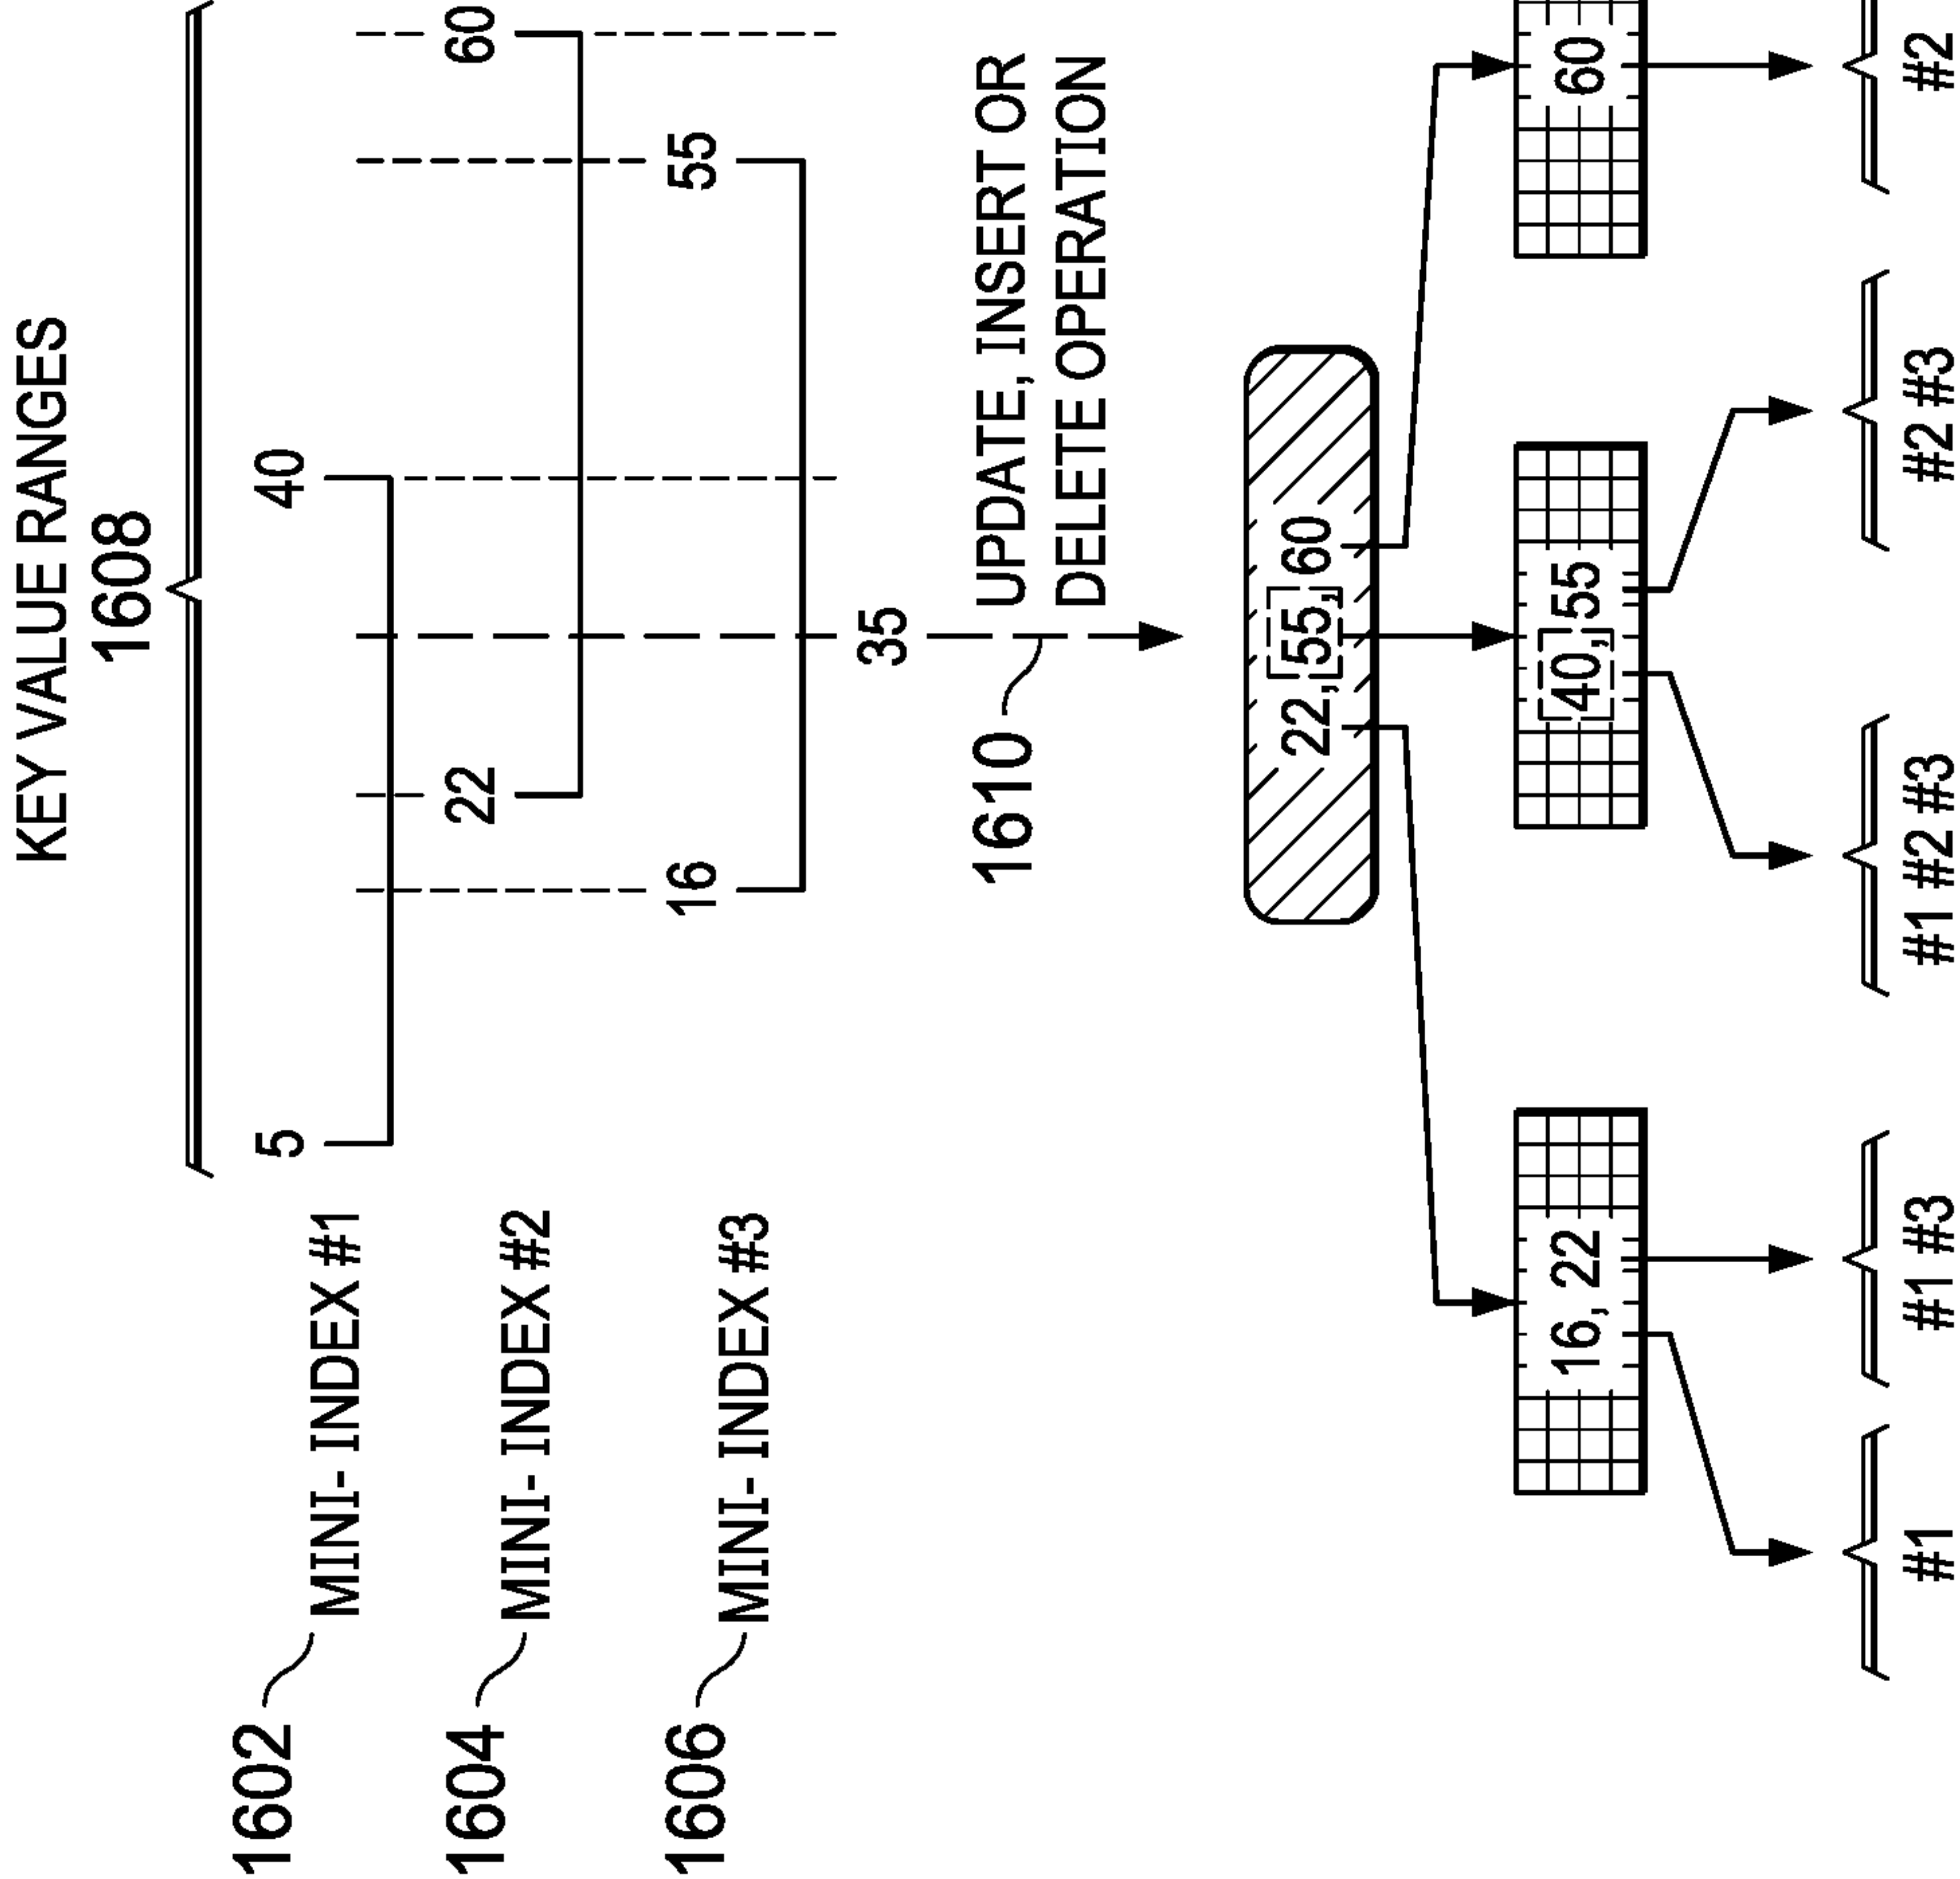 KEY VALUE RANGES
1608
1602 MINI- INDEX #1
5 40
1604 MINI- INDEX #2
22 60
1606 MINI- INDEX #3
16 55
35
1610
UPDATE, INSERT OR
DELETE OPERATION
22, 55, 60
16, 22
40, 55
60
#1
#1 #3
#1 #2 #3
#2 #3
#2